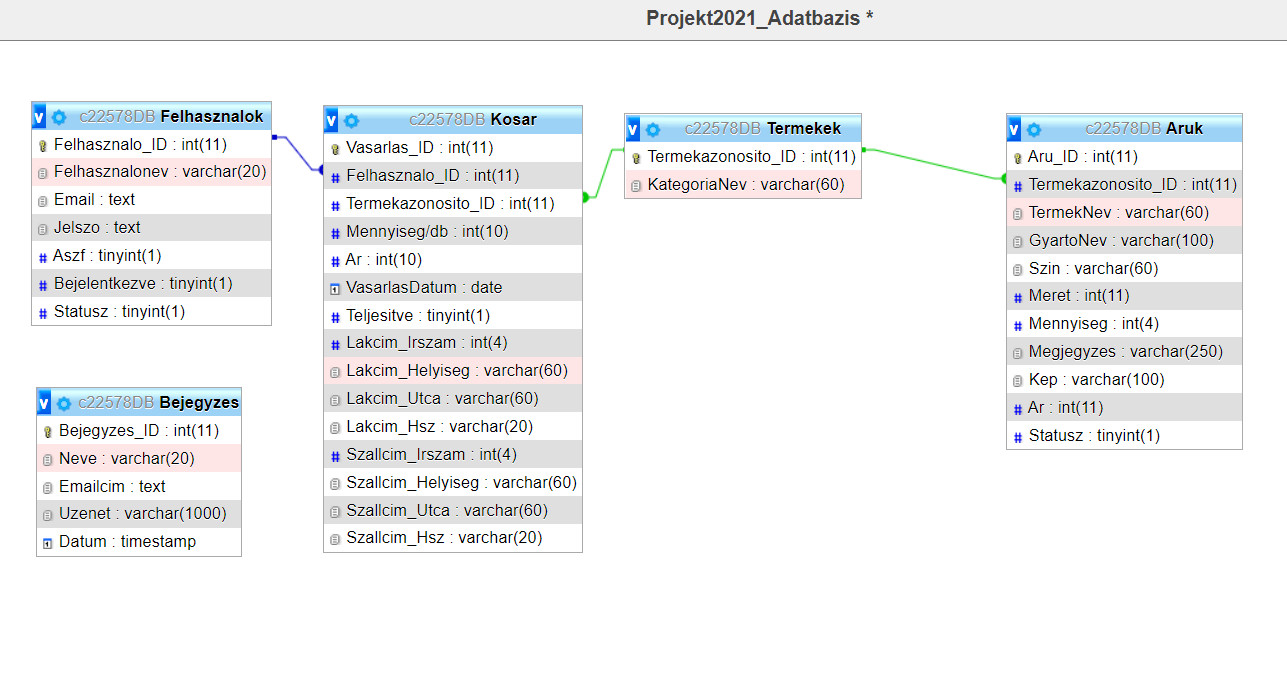 Projekt2021_Adatbazis *
v c22578DB Felhasznalok
Felhasznalo_ID : int(11)
Felhasznalonev : varchar(20)
Email : text
Jelszo : text
Aszf : tinyint(1)
Bejelentkezve : tinyint(1)
Statusz : tinyint(1)
v c22578DB Bejegyzes
Bejegyzes_ID : int(11)
Neve : varchar(20)
Emailcim : text
Uzenet : varchar(1000)
Datum : timestamp
v c22578DB Kosar
Vasarlas_ID : int(11)
# Felhasznalo_ID : int(11)
# Termekazonosito_ID : int(11)
# Mennyiseg/db : int(10)
# Ar : int(10)
VasarlasDatum : date
# Teljesitve : tinyint(1)
# Lakcim_Irszam : int(4)
Lakcim_Helyiseg : varchar(60)
Lakcim_Utca : varchar(60)
Lakcim_Hsz : varchar(20)
# Szallcim_Irszam : int(4)
Szallcim_Helyiseg : varchar(60)
Szallcim_Utca : varchar(60)
Szallcim_Hsz : varchar(20)
v c22578DB Termekek
Termekazonosito_ID : int(11)
KategoriaNev : varchar(60)
v c22578DB Aruk
Aru_ID : int(11)
# Termekazonosito_ID : int(11)
TermekNev : varchar(60)
GyartoNev : varchar(100)
Szin : varchar(60)
# Meret : int(11)
# Mennyiseg : int(4)
Megjegyzes : varchar(250)
Kep : varchar(100)
# Ar : int(11)
# Statusz : tinyint(1)